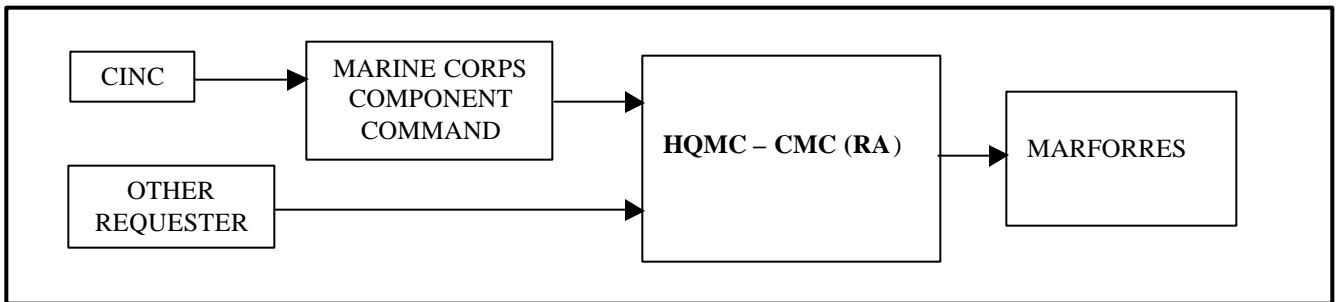 CINC
MARINE CORPS
COMPONENT
COMMAND
OTHER
REQUESTER
HQMC – CMC (RA)
MARFORRES